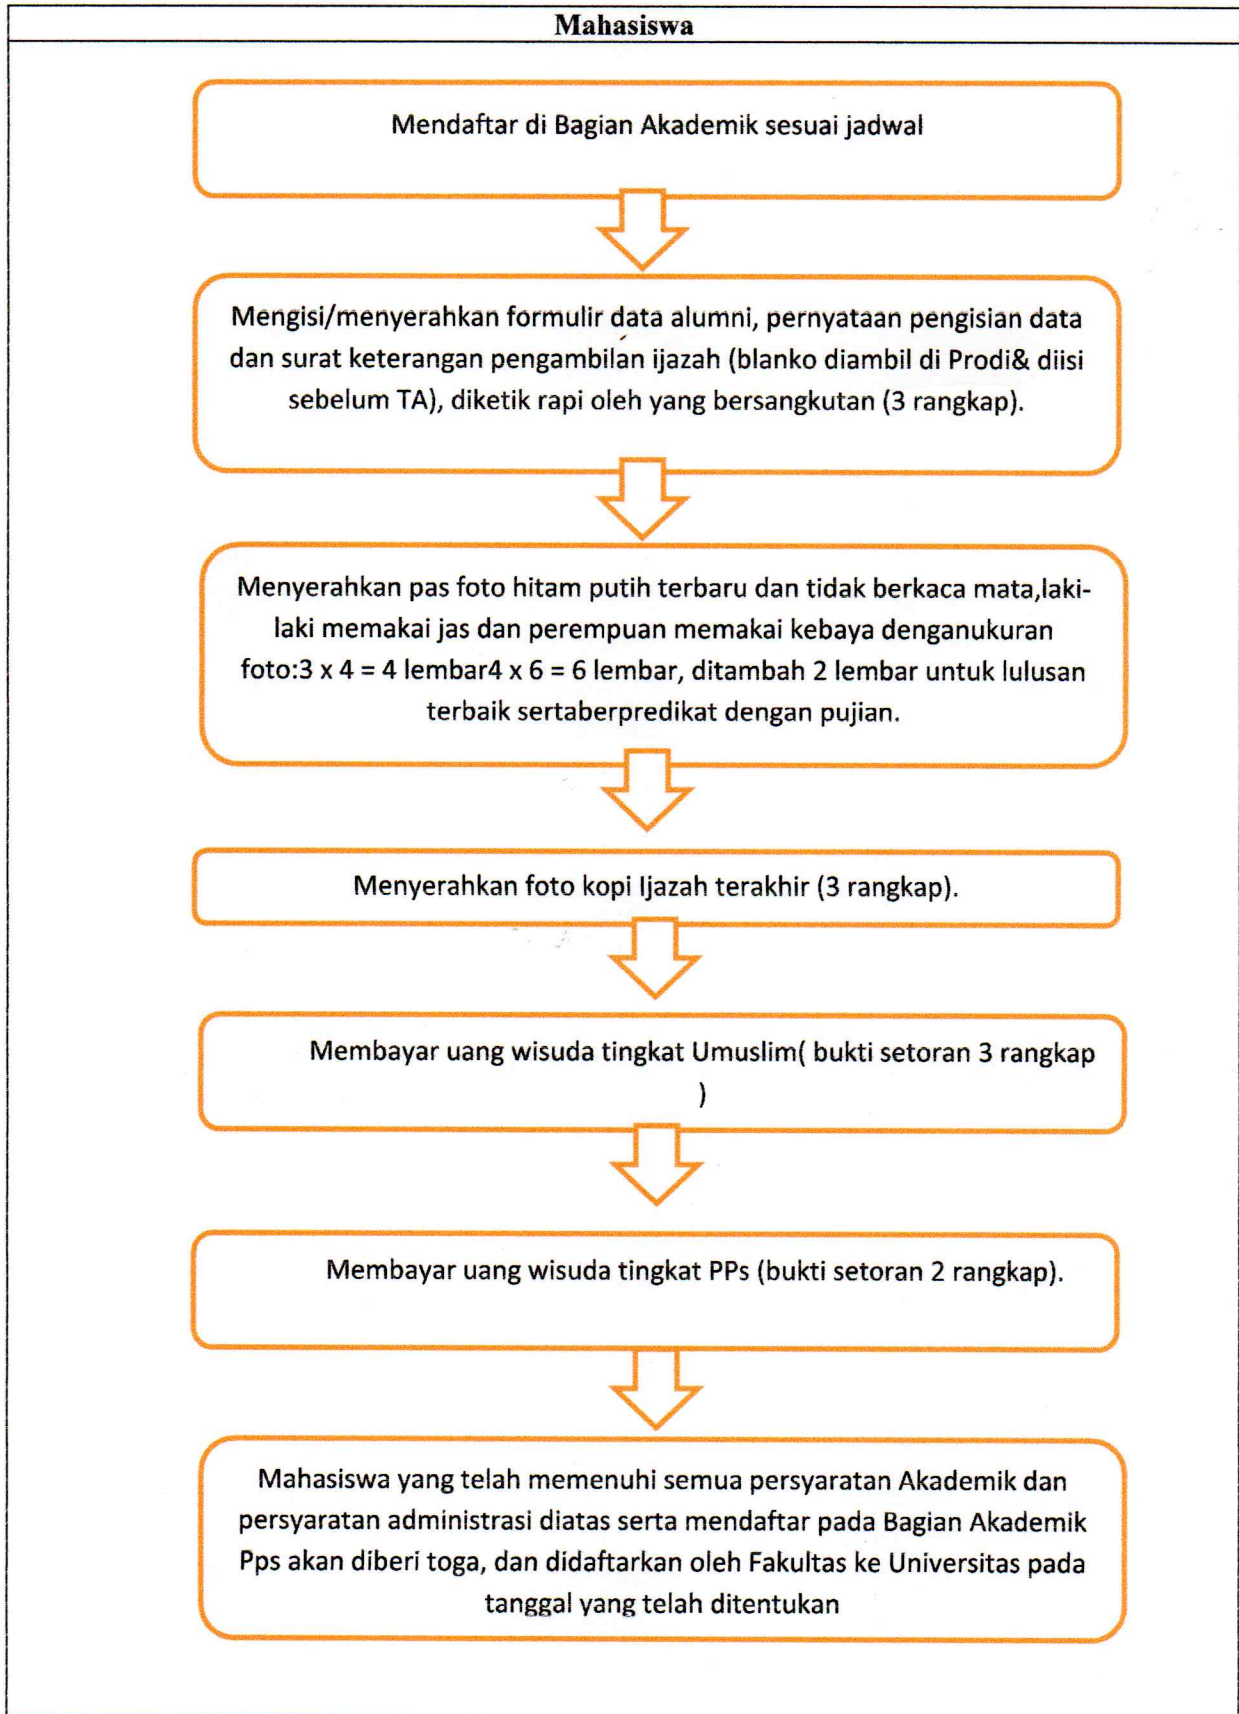 Mahasiswa
Mendaftar di Bagian Akademik sesuai jadwal
Mengisi/menyerahkan formulir data alumni, pernyataan pengisian data
dan surat keterangan pengambilan ijazah (blanko diambil di Prodi& diisi
sebelum TA), diketik rapi oleh yang bersangkutan (3 rangkap).
Menyerahkan pas foto hitam putih terbaru dan tidak berkaca mata,laki-
laki memakai jas dan perempuan memakai kebaya denganukuran
foto:3 x 4 = 4 lembar4 x 6 = 6 lembar, ditambah 2 lembar untuk lulusan
terbaik sertaberpredikat dengan pujian.
Menyerahkan foto kopi Ijazah terakhir (3 rangkap).
Membayar uang wisuda tingkat Umuslim( bukti setoran 3 rangkap
)
Membayar uang wisuda tingkat PPs (bukti setoran 2 rangkap).
Mahasiswa yang telah memenuhi semua persyaratan Akademik dan
persyaratan administrasi diatas serta mendaftar pada Bagian Akademik
Pps akan diberi toga, dan didaftarkan oleh Fakultas ke Universitas pada
tanggal yang telah ditentukan